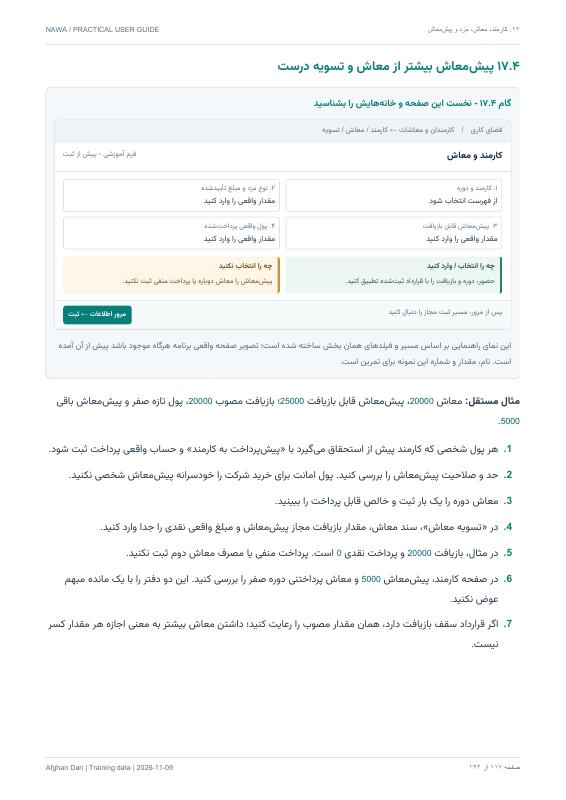 NAWA / PRACTICAL USER GUIDE
۱۷. کارمند، معاش، مزد و پیش‌معاش
۱۷.۴ پیش‌معاش بیشتر از معاش و تسویه درست
گام ۱۷.۴ - نخست این صفحه و خانه‌هایش را بشناسید
فضای کاری / کارمندان و معاشات ← کارمند / معاش / تسویه
کارمند و معاش
فرم آموزشی - پیش از ثبت
۱. کارمند و دوره
از فهرست انتخاب شود
۲. نوع مزد و مبلغ تأییدشده
مقدار واقعی را وارد کنید
۳. پیش‌معاش قابل بازیافت
مقدار واقعی را وارد کنید
۴. پول واقعی پرداخت‌شده
مقدار واقعی را وارد کنید
چه را انتخاب / وارد کنید
حضور، دوره و بازیافت را با قرارداد ثبت‌شده تطبیق کنید.
چه را انتخاب نکنید
پیش‌معاش را معاش دوباره یا پرداخت منفی ثبت نکنید.
پس از مرور، مسیر ثبت مجاز را دنبال کنید
مرور اطلاعات ← ثبت
این نمای راهنمایی بر اساس مسیر و فیلدهای همان بخش ساخته شده است؛ تصویر صفحه واقعی برنامه هرگاه موجود باشد پیش از آن آمده
است. نام، مقدار و شماره این نمونه برای تمرین است.
مثال مستقل: معاش 20000، پیش‌معاش قابل بازیافت 25000؛ بازیافت مصوب 20000، پول تازه صفر و پیش‌معاش باقی
5000.
1. هر پول شخصی که کارمند پیش از استحقاق می‌گیرد با «پیش‌پرداخت به کارمند» و حساب واقعی پرداخت ثبت شود.
2. حد و صلاحیت پیش‌معاش را بررسی کنید. پول امانت برای خرید شرکت را خودسرانه پیش‌معاش شخصی نکنید.
3. معاش دوره را یک بار ثبت و خالص قابل پرداخت را ببینید.
4. در «تسویه معاش»، سند معاش، مقدار بازیافت مجاز پیش‌معاش و مبلغ واقعی نقدی را جدا وارد کنید.
5. در مثال، بازیافت 20000 و پرداخت نقدی 0 است. پرداخت منفی یا مصرف معاش دوم ثبت نکنید.
6. در صفحه کارمند، پیش‌معاش 5000 و معاش پرداختنی دوره صفر را بررسی کنید. این دو دفتر را با یک مانده مبهم
عوض نکنید.
7. اگر قرارداد سقف بازیافت دارد، همان مقدار مصوب را رعایت کنید؛ داشتن معاش بیشتر به معنی اجازه هر مقدار کسر
نیست.
Afghan Dari | Training data | 2026-11-09
صفحه ۱۱۷ از ۱۹۲